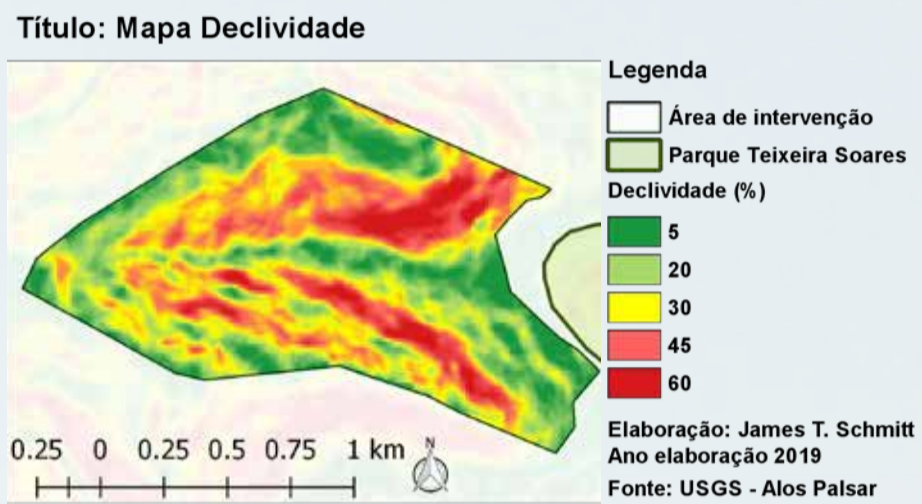 Título: Mapa Declividade
Legenda
Área de intervenção
Parque Teixeira Soares
Declividade (%)
5
20
30
45
60
0.25 0 0.25 0.5 0.75 1 km
N
Elaboração: James T. Schmitt
Ano elaboração 2019
Fonte: USGS - Alos Palsar